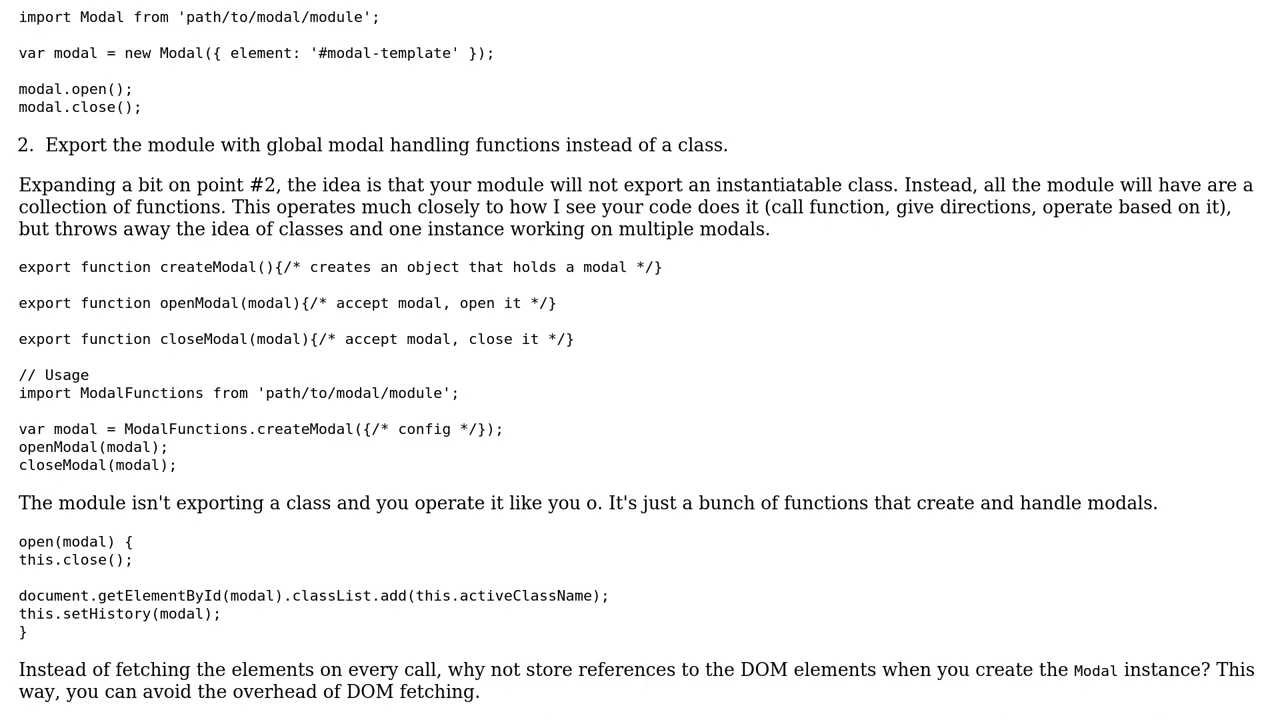 import Modal from 'path/to/modal/module';
var modal = new Modal({ element: '#modal-template' });
modal.open();
modal.close();
2. Export the module with global modal handling functions instead of a class.
Expanding a bit on point #2, the idea is that your module will not export an instantiatable class. Instead, all the module will have are a
collection of functions. This operates much closely to how I see your code does it (call function, give directions, operate based on it),
but throws away the idea of classes and one instance working on multiple modals.
export function createModal(){/* creates an object that holds a modal */}
export function openModal(modal){/* accept modal, open it */}
export function closeModal(modal){/* accept modal, close it */}
// Usage
import ModalFunctions from 'path/to/modal/module';
var modal = ModalFunctions.createModal({/* config */});
openModal(modal);
closeModal(modal);
The module isn't exporting a class and you operate it like you o. It's just a bunch of functions that create and handle modals.
open(modal) {
this.close();
document.getElementById(modal).classList.add(this.activeClassName);
this.setHistory(modal);
}
Instead of fetching the elements on every call, why not store references to the DOM elements when you create the Modal instance? This
way, you can avoid the overhead of DOM fetching.